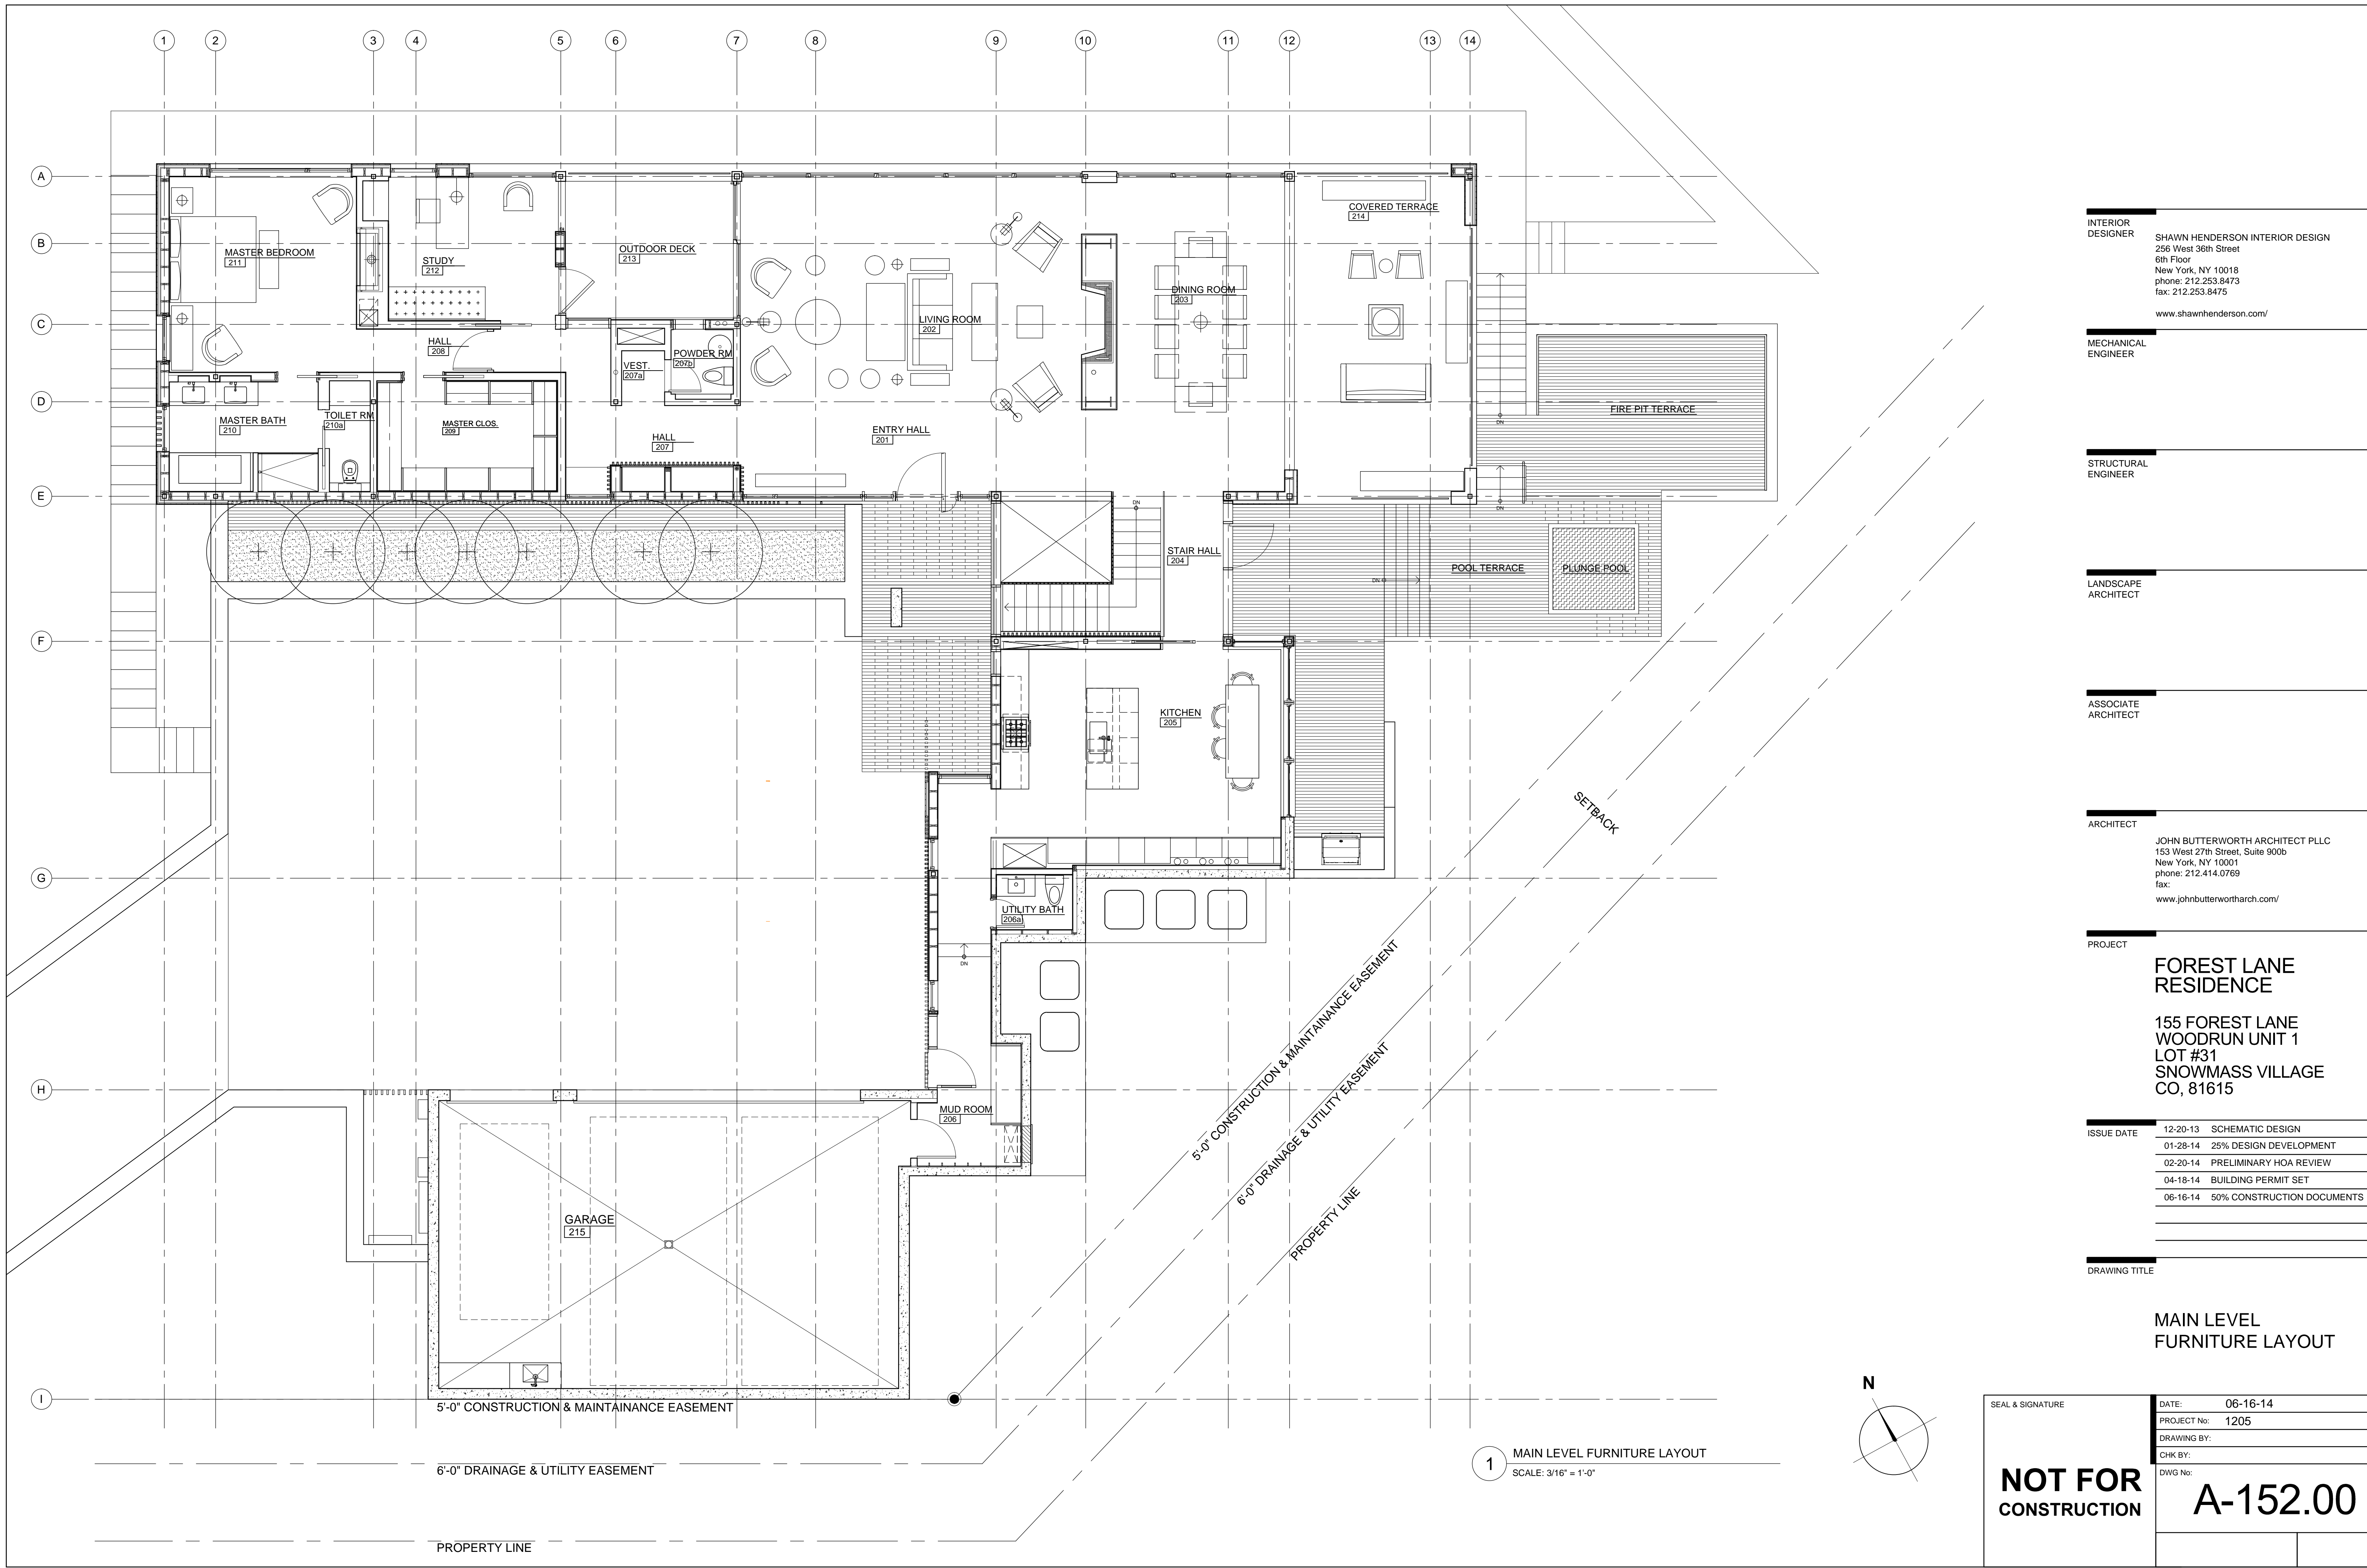 1
2
3
4
5
6
7
8
9
10
11
12
13
14
A
B
C
D
E
F
G
H
I
MASTER BEDROOM
211
STUDY
212
OUTDOOR DECK
213
COVERED TERRACE
214
DINING ROOM
203
LIVING ROOM
202
HALL
208
VEST.
207a
POWDER RM
207b
MASTER BATH
210
TOILET RM
210a
MASTER CLOS.
209
HALL
207
ENTRY HALL
201
FIRE PIT TERRACE
DN
DN
DN
STAIR HALL
204
DN
POOL TERRACE
PLUNGE POOL
KITCHEN
205
UTILITY BATH
206a
DN
MUD ROOM
206
GARAGE
215
SETBACK
5'-0" CONSTRUCTION & MAINTAINANCE EASEMENT
6'-0" DRAINAGE & UTILITY EASEMENT
PROPERTY LINE
5'-0" CONSTRUCTION & MAINTAINANCE EASEMENT
6'-0" DRAINAGE & UTILITY EASEMENT
PROPERTY LINE
1
MAIN LEVEL FURNITURE LAYOUT
SCALE: 3/16" = 1'-0"
N
INTERIOR
DESIGNER
SHAWN HENDERSON INTERIOR DESIGN
256 West 36th Street
6th Floor
New York, NY 10018
phone: 212.253.8473
fax: 212.253.8475
www.shawnhenderson.com/
MECHANICAL
ENGINEER
STRUCTURAL
ENGINEER
LANDSCAPE
ARCHITECT
ASSOCIATE
ARCHITECT
ARCHITECT
JOHN BUTTERWORTH ARCHITECT PLLC
153 West 27th Street, Suite 900b
New York, NY 10001
phone: 212.414.0769
fax:
www.johnbutterwortharch.com/
PROJECT
FOREST LANE
RESIDENCE
155 FOREST LANE
WOODRUN UNIT 1
LOT #31
SNOWMASS VILLAGE
CO, 81615
ISSUE DATE
12-20-13 SCHEMATIC DESIGN
01-28-14 25% DESIGN DEVELOPMENT
02-20-14 PRELIMINARY HOA REVIEW
04-18-14 BUILDING PERMIT SET
06-16-14 50% CONSTRUCTION DOCUMENTS
DRAWING TITLE
MAIN LEVEL
FURNITURE LAYOUT
SEAL & SIGNATURE
NOT FOR
CONSTRUCTION
DATE: 06-16-14
PROJECT No: 1205
DRAWING BY:
CHK BY:
DWG No:
A-152.00